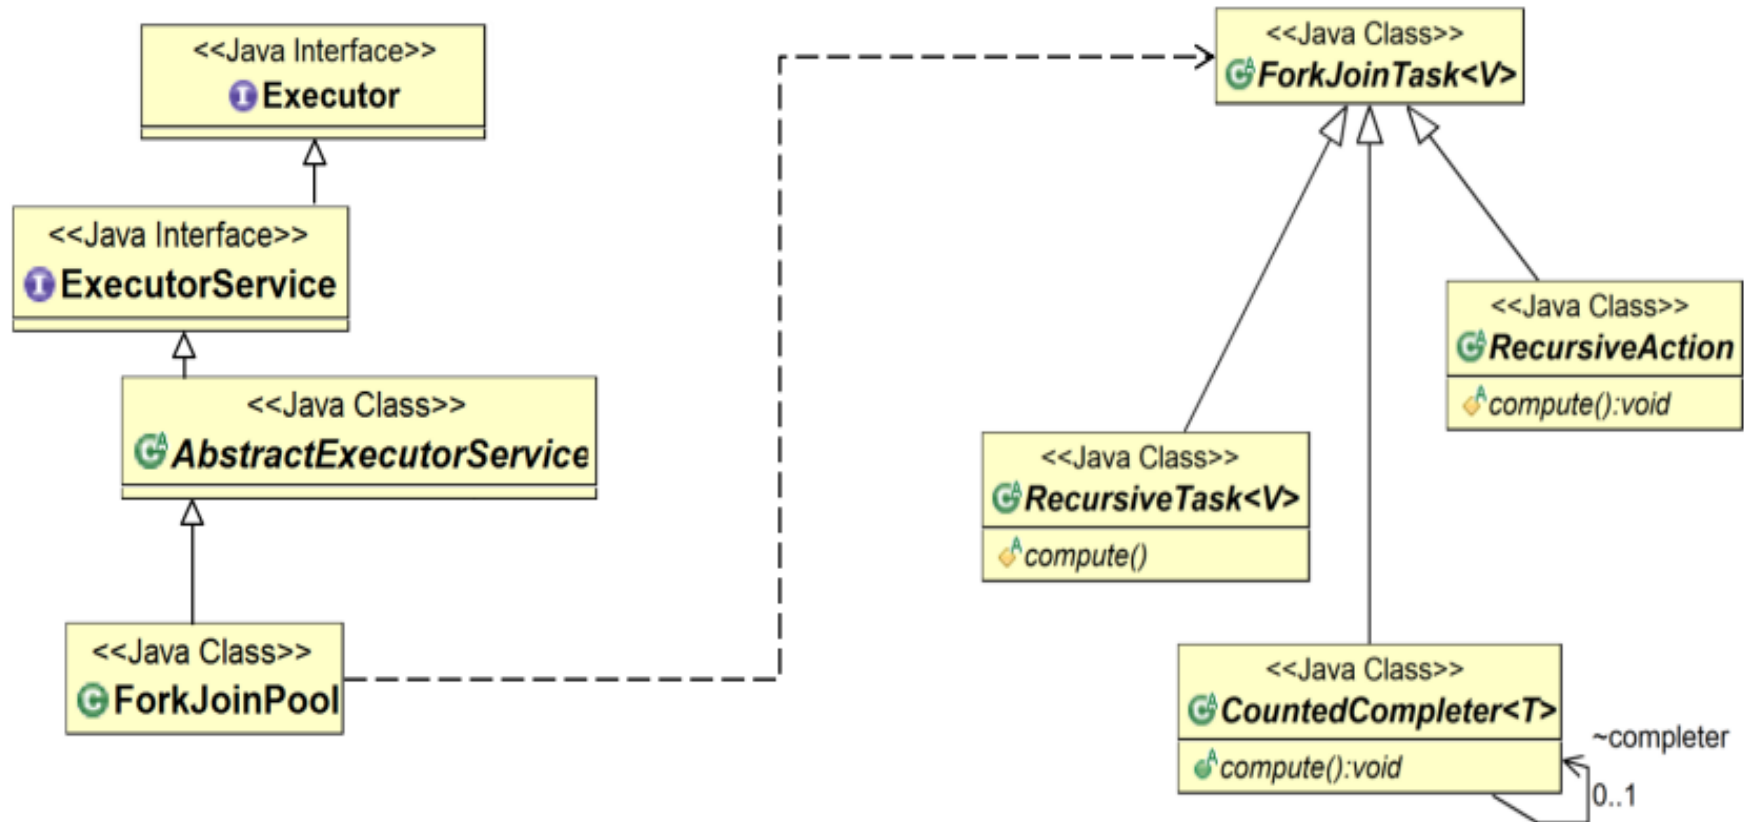 <<Java Interface>>
Executor
<<Java Interface>>
ExecutorService
<<Java Class>>
AbstractExecutorService
<<Java Class>>
ForkJoinPool
<<Java Class>>
ForkJoinTask<V>
<<Java Class>>
RecursiveAction
compute():void
<<Java Class>>
RecursiveTask<V>
compute()
<<Java Class>>
CountedCompleter<T>
compute():void
~completer
0..1